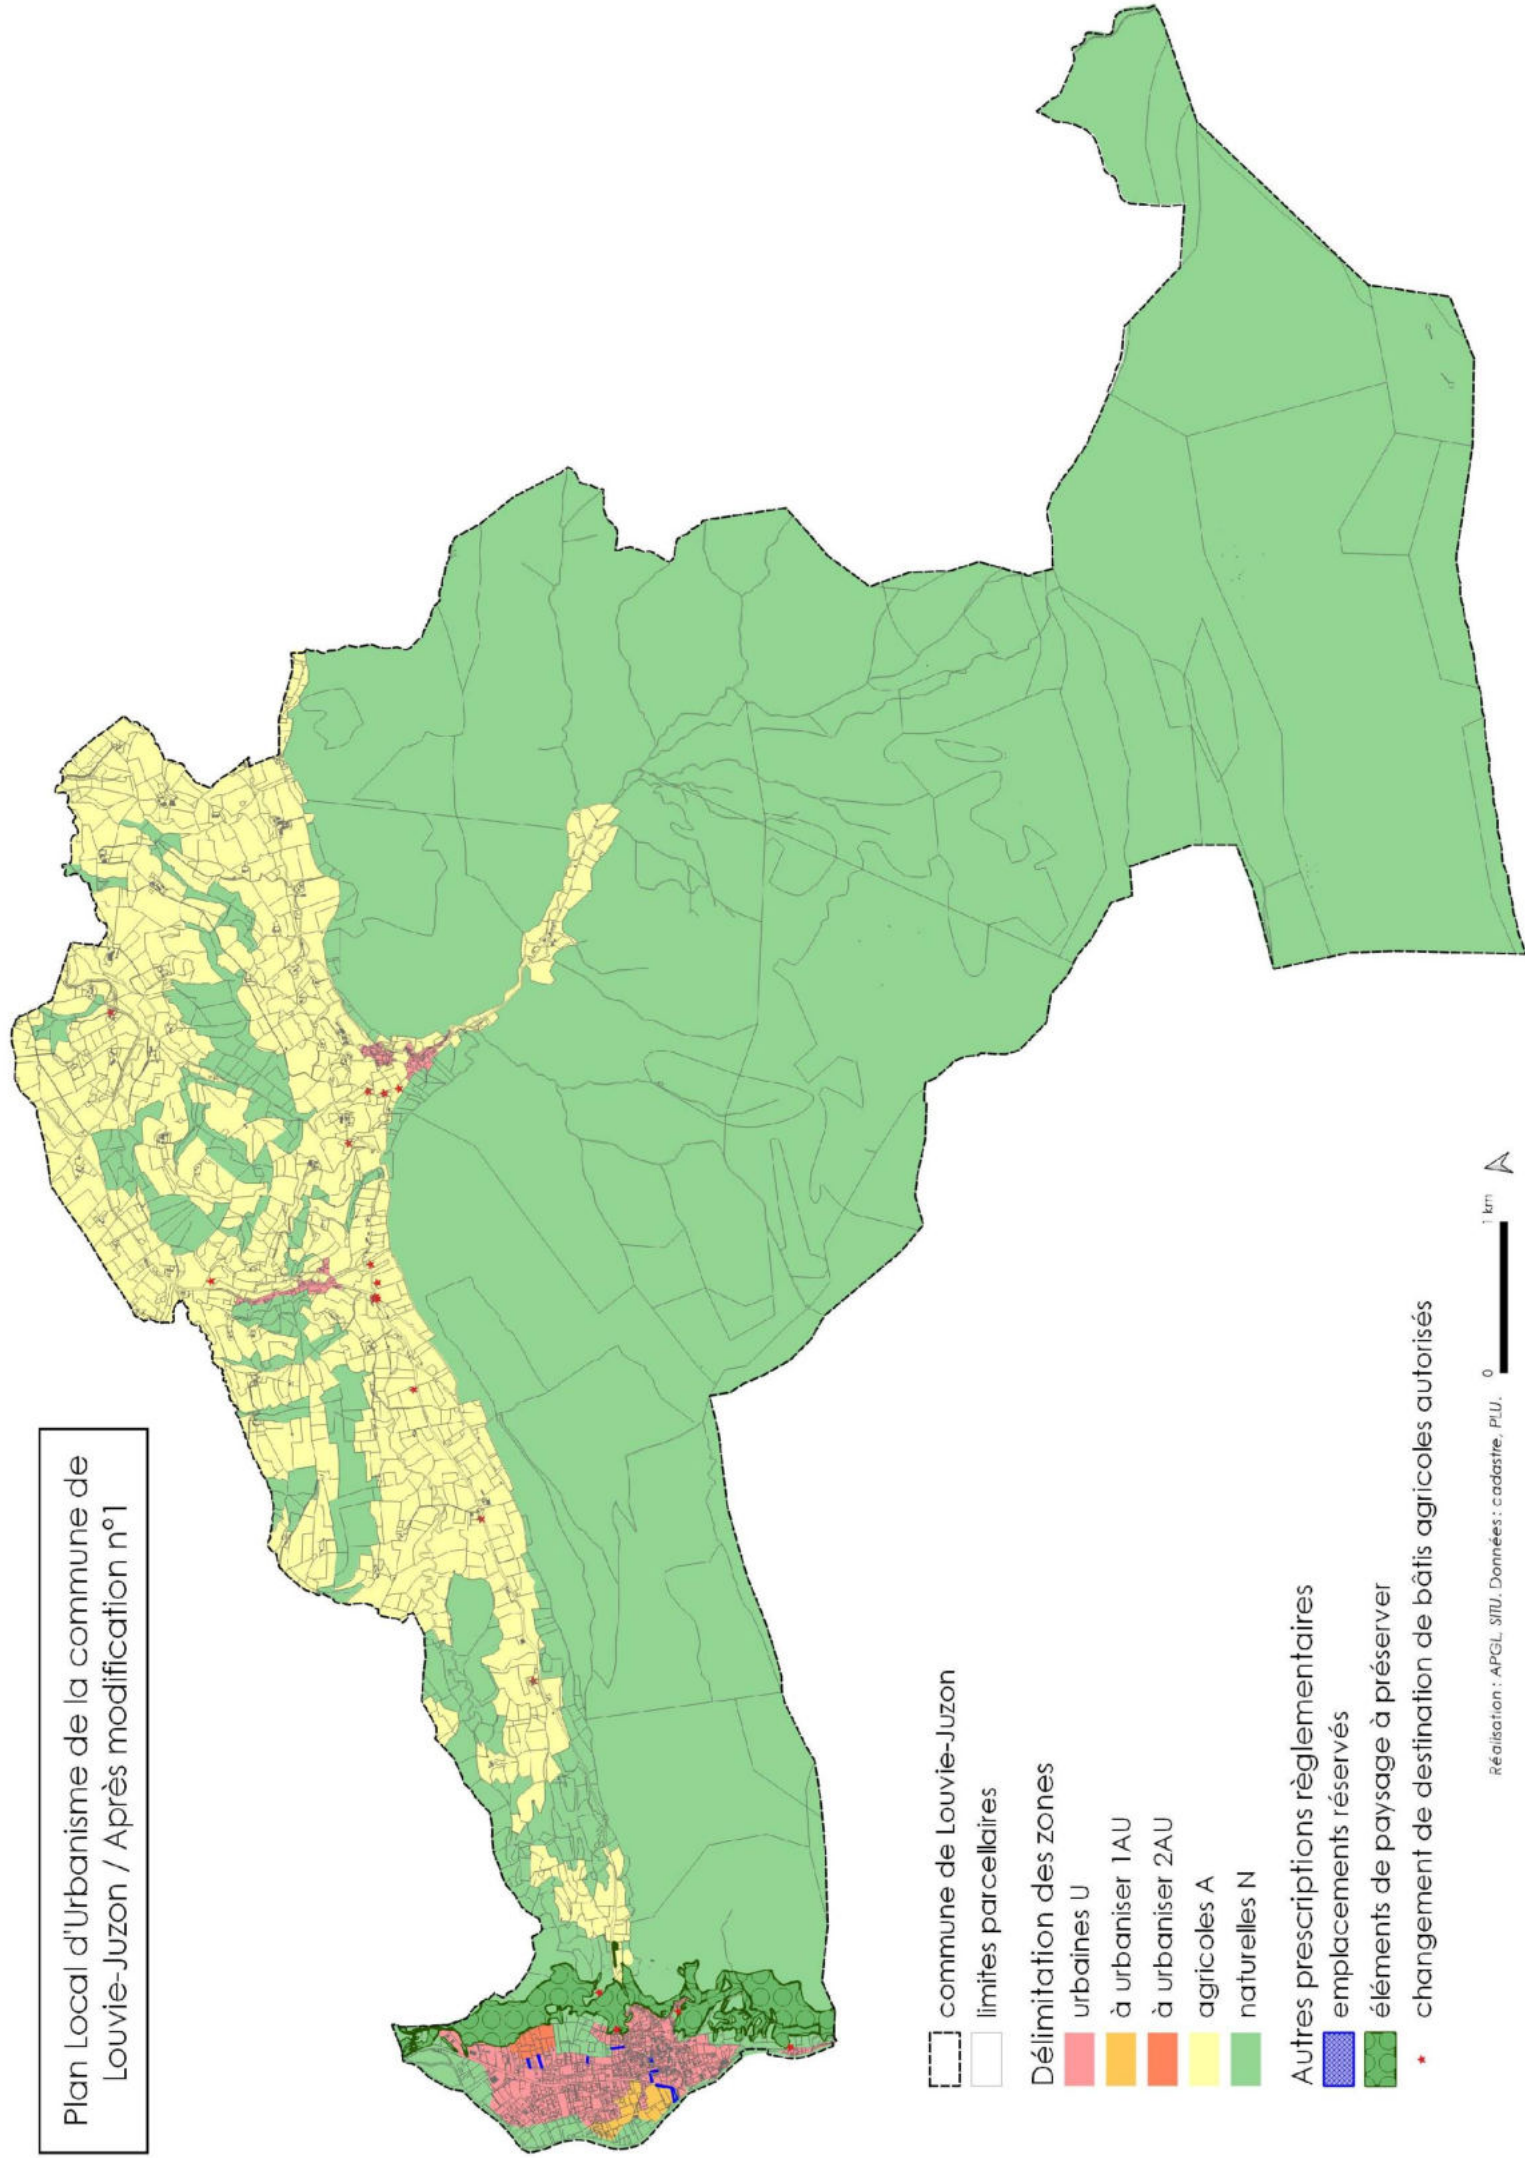 Plan Local d'Urbanisme de la commune de
Louvie-Juzon / Après modification n°1
commune de Louvie-Juzon
limites parcellaires
Délimitation des zones
urbaines U
à urbaniser 1AU
à urbaniser 2AU
agricoles A
naturelles N
Autres prescriptions règlementaires
emplacements réservés
éléments de paysage à préserver
changement de destination de bâtis agricoles autorisés
0 1 km
Réalisation : APGL, SITU. Données : cadastre, PLU.